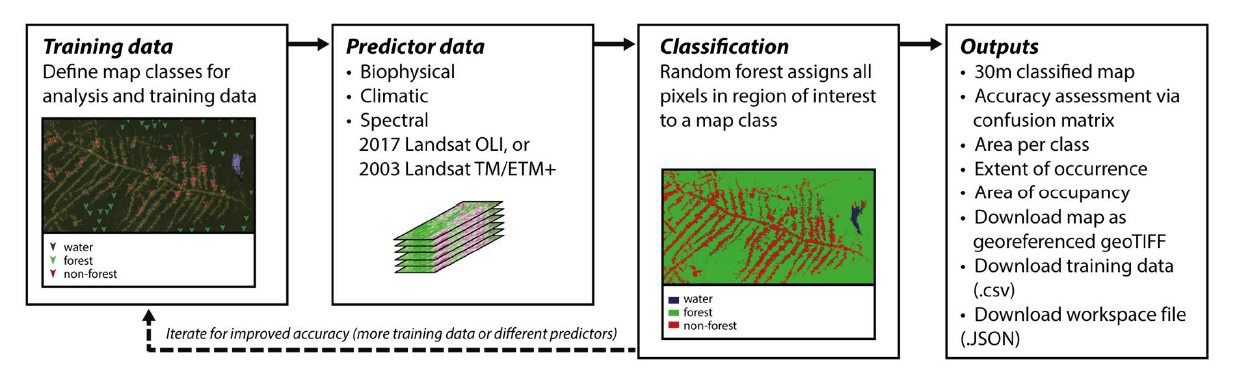 Training data
Define map classes for
analysis and training data
water
forest
non-forest
Predictor data
• Biophysical
• Climatic
• Spectral
2017 Landsat OLI, or
2003 Landsat TM/ETM+
Classification
Random forest assigns all
pixels in region of interest
to a map class
water
forest
non-forest
Outputs
• 30m classified map
• Accuracy assessment via
confusion matrix
• Area per class
• Extent of occurrence
• Area of occupancy
• Download map as
georeferenced geoTIFF
• Download training data
(.csv)
• Download workspace file
(.JSON)
Iterate for improved accuracy (more training data or different predictors)